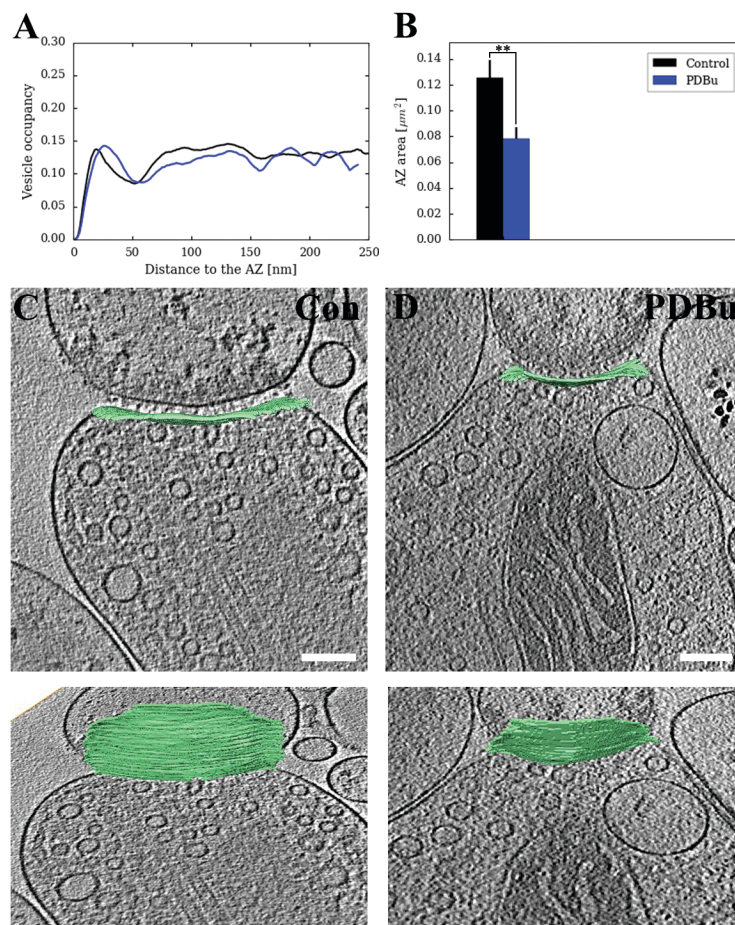 A
Vesicle occupancy
0.30
0.25
0.20
0.15
0.10
0.05
0.00
0 50 100 150 200 250
Distance to the AZ [nm]
B
AZ area [μm²]
0.14
0.12
0.10
0.08
0.06
0.04
0.02
0.00
**
Control
PDBu
C Con
D PDBu